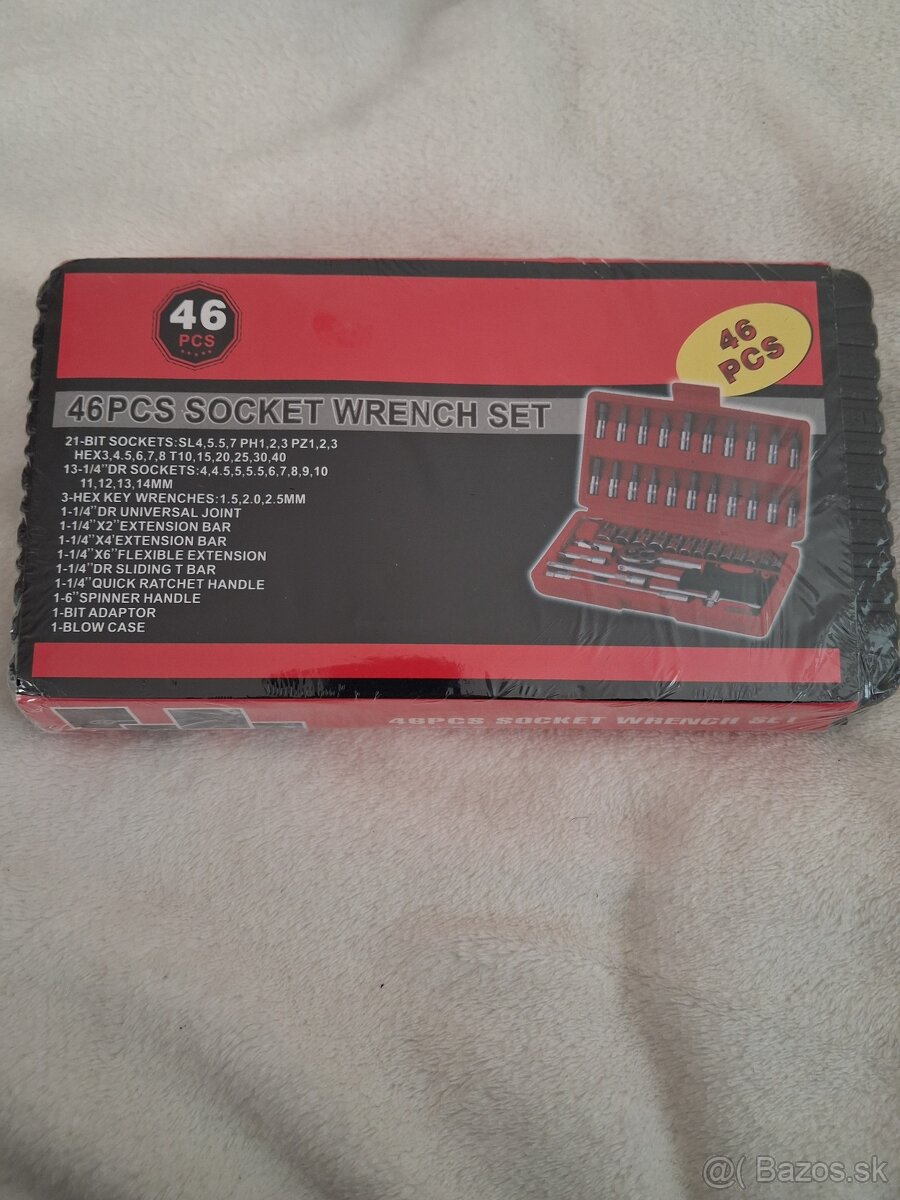 46
PCS
46
PCS
46PCS SOCKET WRENCH SET
21-BIT SOCKETS:SL4,5.5,7 PH1,2,3 PZ1,2,3
HEX3,4.5,6,7,8 T10,15,20,25,30,40
13-1/4"DR SOCKETS:4,4.5,5,5.5,6,7,8,9,10
11,12,13,14MM
3-HEX KEY WRENCHES:1.5,2.0,2.5MM
1-1/4"DR UNIVERSAL JOINT
1-1/4"X2"EXTENSION BAR
1-1/4"X4'EXTENSION BAR
1-1/4"X6"FLEXIBLE EXTENSION
1-1/4"DR SLIDING T BAR
1-1/4"QUICK RATCHET HANDLE
1-6"SPINNER HANDLE
1-BIT ADAPTOR
1-BLOW CASE
46PCS SOCKET WRENCH SET
@( Bazos.sk